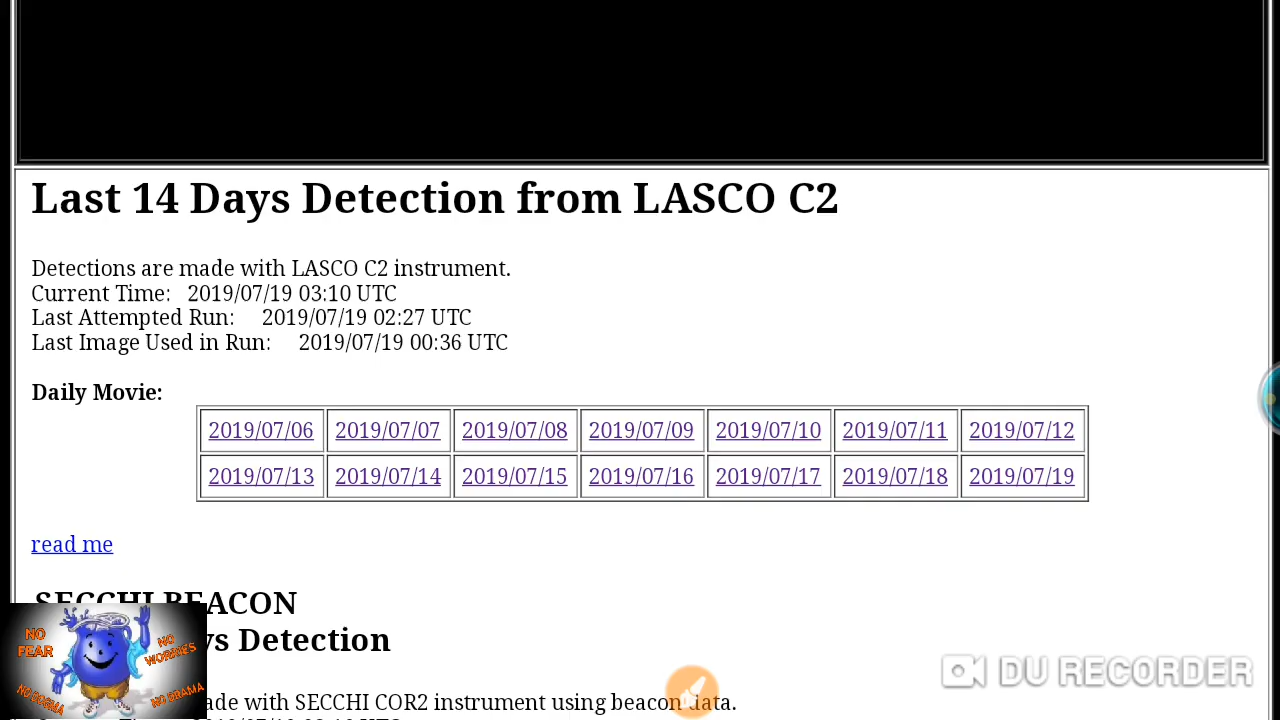 Last 14 Days Detection from LASCO C2
Detections are made with LASCO C2 instrument.
Current Time: 2019/07/19 03:10 UTC
Last Attempted Run: 2019/07/19 02:27 UTC
Last Image Used in Run: 2019/07/19 00:36 UTC
Daily Movie:
2019/07/06 2019/07/07 2019/07/08 2019/07/09 2019/07/10 2019/07/11 2019/07/12
2019/07/13 2019/07/14 2019/07/15 2019/07/16 2019/07/17 2019/07/18 2019/07/19
read me
SECCHI BEACON
Detection
with SECCHI COR2 instrument using beacon data.
NO FEAR
NO WORRIES
NO DRAMA
DU RECORDER